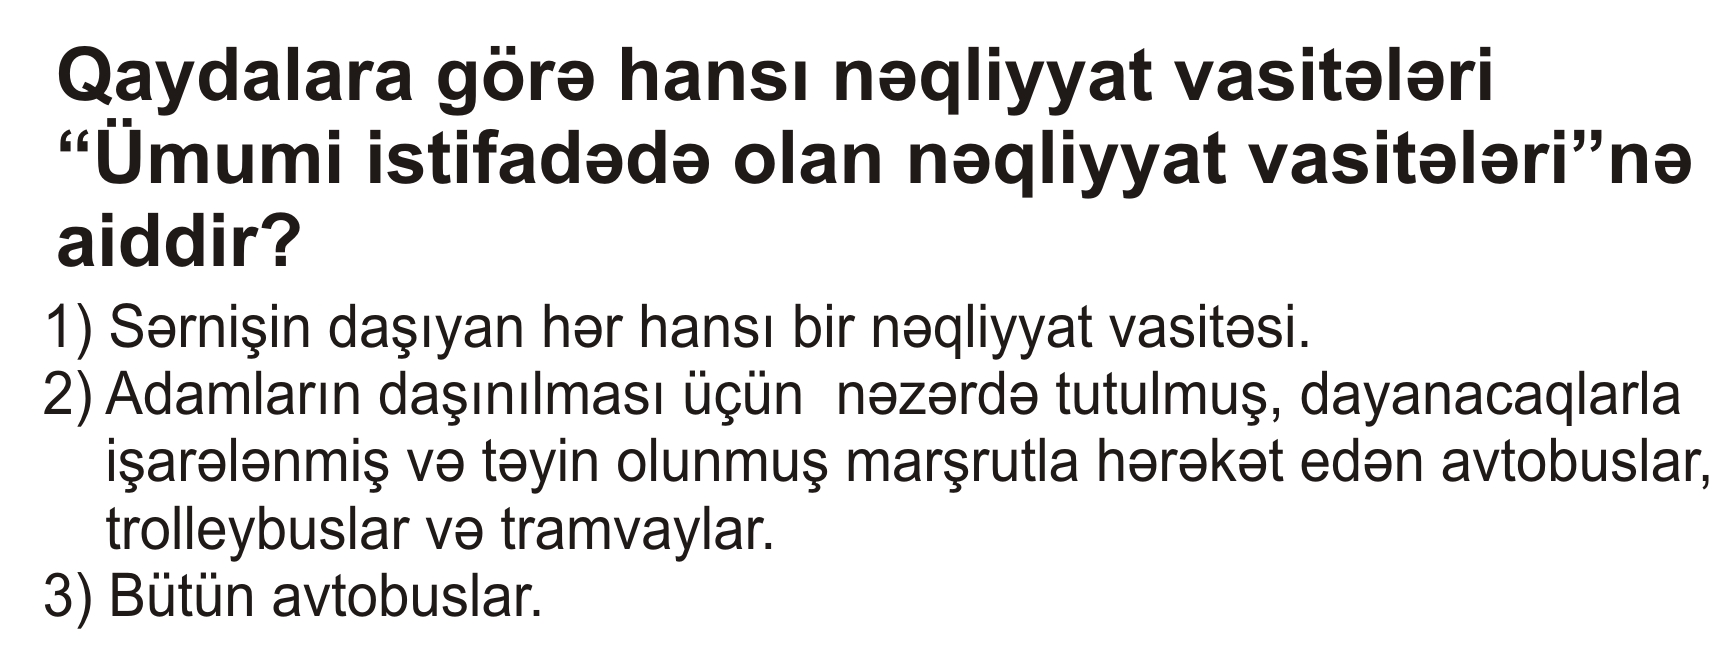 Qaydalara görə hansı nəqliyyat vasitələri
“Ümumi istifadədə olan nəqliyyat vasitələri”nə
aiddir?
1) Sərnişin daşıyan hər hansı bir nəqliyyat vasitəsi.
2) Adamların daşınılması üçün nəzərdə tutulmuş, dayanacaqlarla
işarələnmiş və təyin olunmuş marşrutla hərəkət edən avtobuslar,
trolleybuslar və tramvaylar.
3) Bütün avtobuslar.